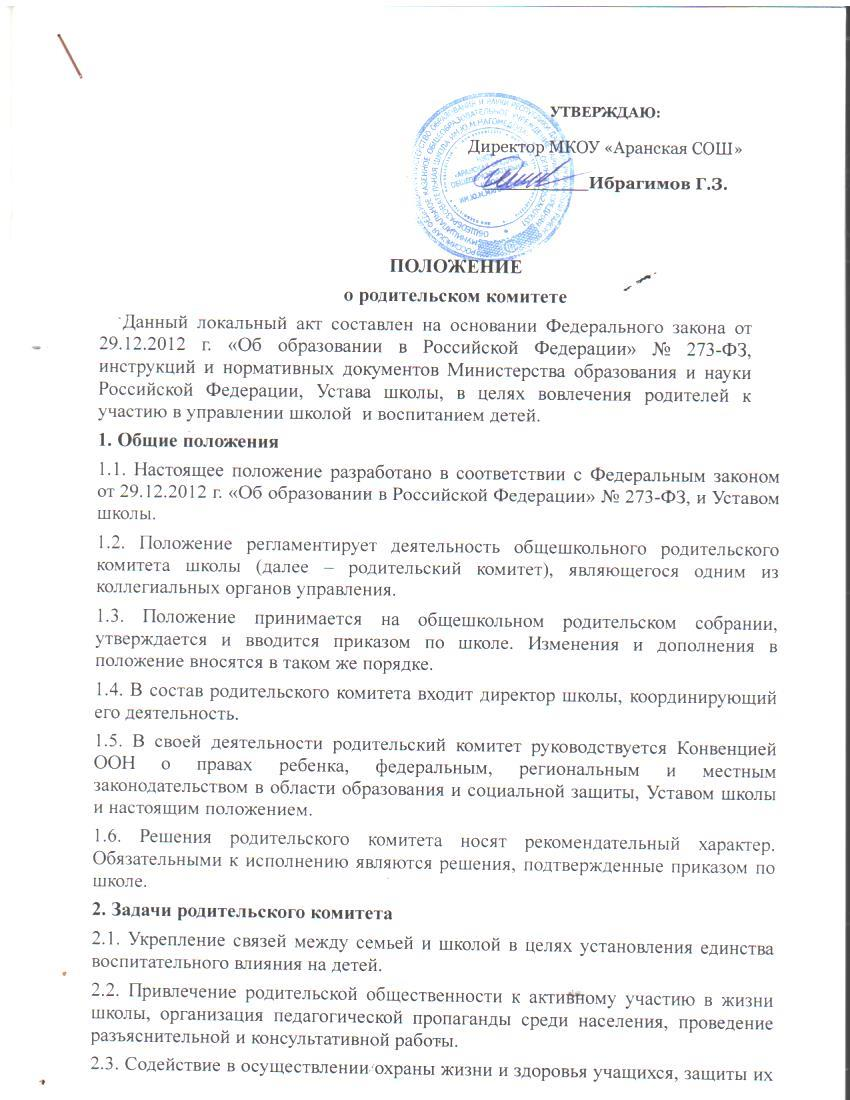 УТВЕРЖДАЮ:
Директор МКОУ «Аранская СОШ»
Ибрагимов Г.З.
ПОЛОЖЕНИЕ
о родительском комитете
Данный локальный акт составлен на основании Федерального закона от
29.12.2012 г. «Об образовании в Российской Федерации» № 273-ФЗ,
инструкций и нормативных документов Министерства образования и науки
Российской Федерации, Устава школы, в целях вовлечения родителей к
участию в управлении школой и воспитанием детей.
1. Общие положения
1.1. Настоящее положение разработано в соответствии с Федеральным законом
от 29.12.2012 г. «Об образовании в Российской Федерации» № 273-ФЗ, и Уставом
школы.
1.2. Положение регламентирует деятельность общешкольного родительского
комитета школы (далее – родительский комитет), являющегося одним из
коллегиальных органов управления.
1.3. Положение принимается на общешкольном родительском собрании,
утверждается и вводится приказом по школе. Изменения и дополнения в
положение вносятся в таком же порядке.
1.4. В состав родительского комитета входит директор школы, координирующий
его деятельность.
1.5. В своей деятельности родительский комитет руководствуется Конвенцией
ООН о правах ребенка, федеральным, региональным и местным
законодательством в области образования и социальной защиты, Уставом школы
и настоящим положением.
1.6. Решения родительского комитета носят рекомендательный характер.
Обязательными к исполнению являются решения, подтвержденные приказом по
школе.
2. Задачи родительского комитета
2.1. Укрепление связей между семьей и школой в целях установления единства
воспитательного влияния на детей.
2.2. Привлечение родительской общественности к активному участию в жизни
школы, организация педагогической пропаганды среди населения, проведение
разъяснительной и консультативной работы.
2.3. Содействие в осуществлении охраны жизни и здоровья учащихся, защиты их